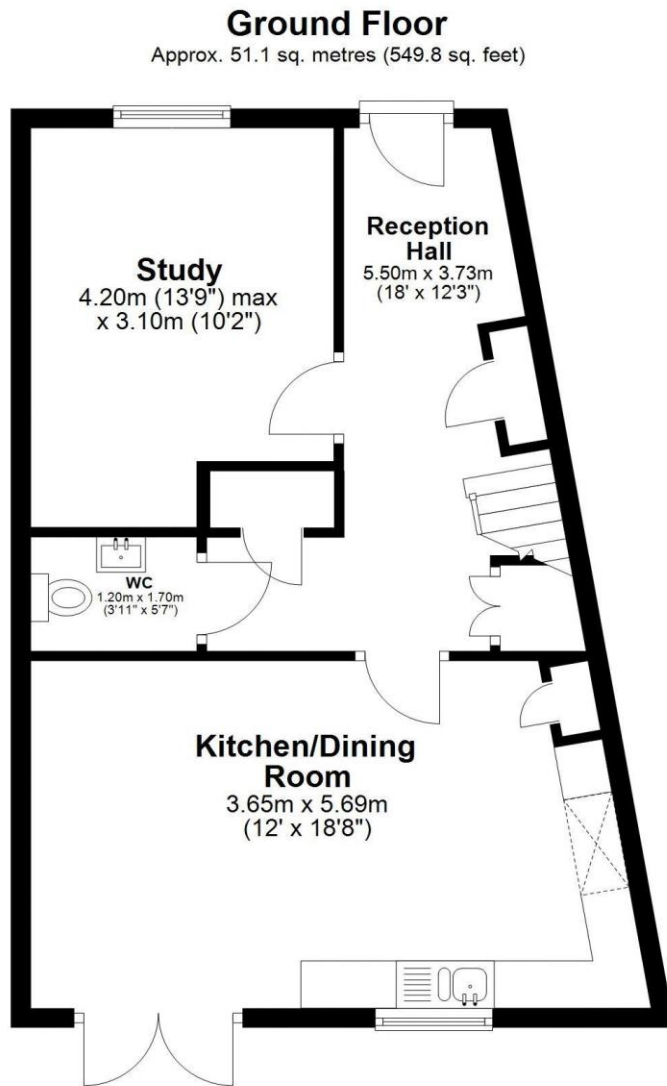 Ground Floor
Approx. 51.1 sq. metres (549.8 sq. feet)
Reception
Hall
5.50m x 3.73m
(18' x 12'3")
Study
4.20m (13'9") max
x 3.10m (10'2")
WC
1.20m x 1.70m
(3'11" x 5'7")
Kitchen/Dining
Room
3.65m x 5.69m
(12' x 18'8")